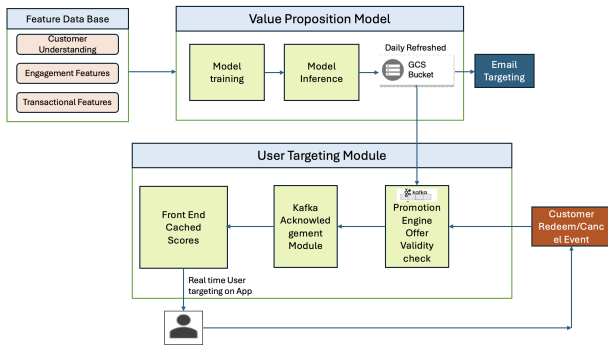 Feature Data Base
Customer
Understanding
Engagement Features
Transactional Features
Value Proposition Model
Model
training
Model
Inference
Daily Refreshed
GCS
Bucket
Email
Targeting
User Targeting Module
Front End
Cached
Scores
Kafka
Acknowled
gement
Module
kafka
Promotion
Engine
Offer
Validity
check
Customer
Redeem/Canc
el Event
Real time User
targeting on App